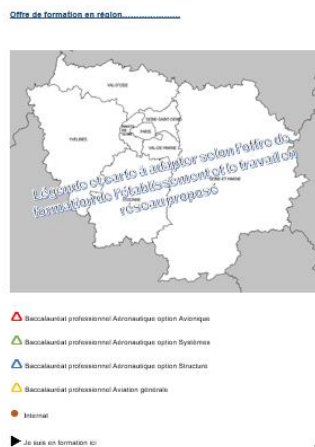 Offre de formation en région........................
VAL-D'OISE
SEINE-SAINT-DENIS
YVELINES
PARIS
VAL-DE-MARNE
Légende et carte à adapter selon l'offre de
formation de l'établissement et le travail en
réseau proposé
ESSONNE
SEINE-ET-MARNE
Baccalauréat professionnel Aéronautique option Avionique
Baccalauréat professionnel Aéronautique option Systèmes
Baccalauréat professionnel Aéronautique option Structure
Baccalauréat professionnel Aviation générale
Internat
Je suis en formation ici